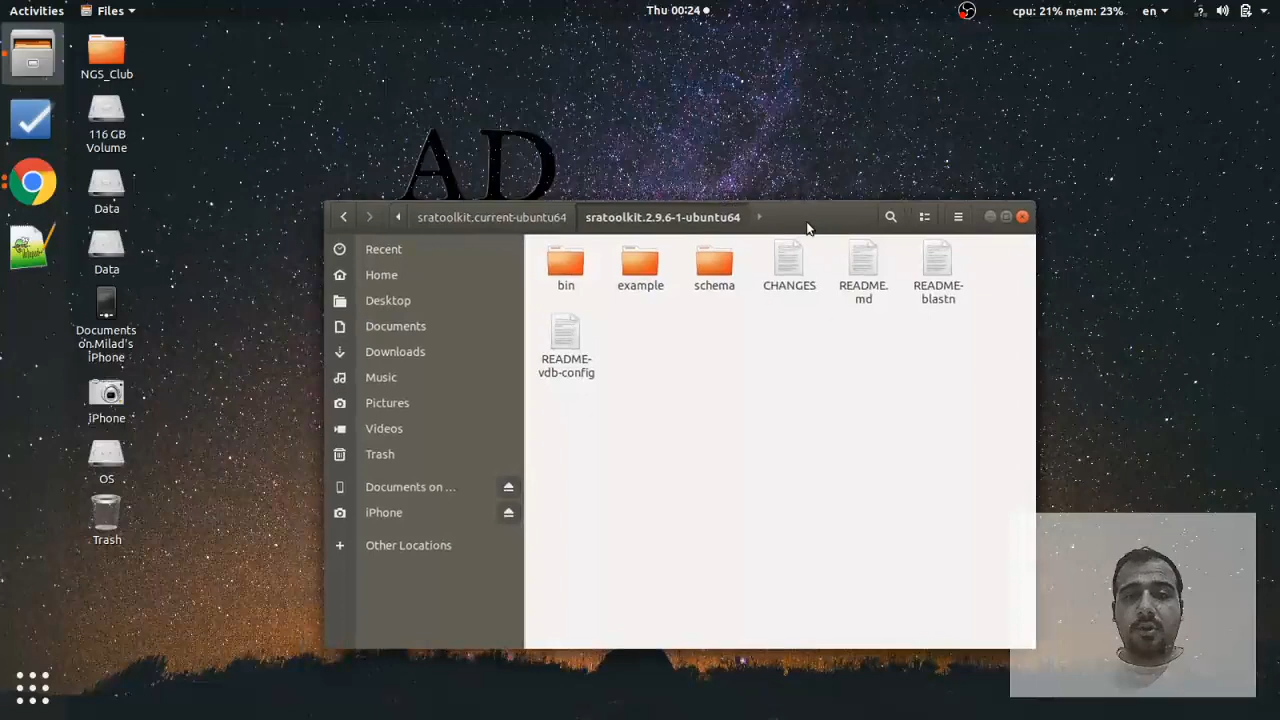 Activities
Files
Thu 00:24
cpu: 21% mem: 23%
en
NGS_Club
116 GB
Volume
Data
Data
Documents
on Milad's
iPhone
iPhone
OS
Trash
AD
sratoolkit.current-ubuntu64
sratoolkit.2.9.6-1-ubuntu64
Recent
Home
Desktop
Documents
Downloads
Music
Pictures
Videos
Trash
Documents on ...
iPhone
Other Locations
bin
example
schema
CHANGES
README.
md
README-
blastn
README-
vdb-config